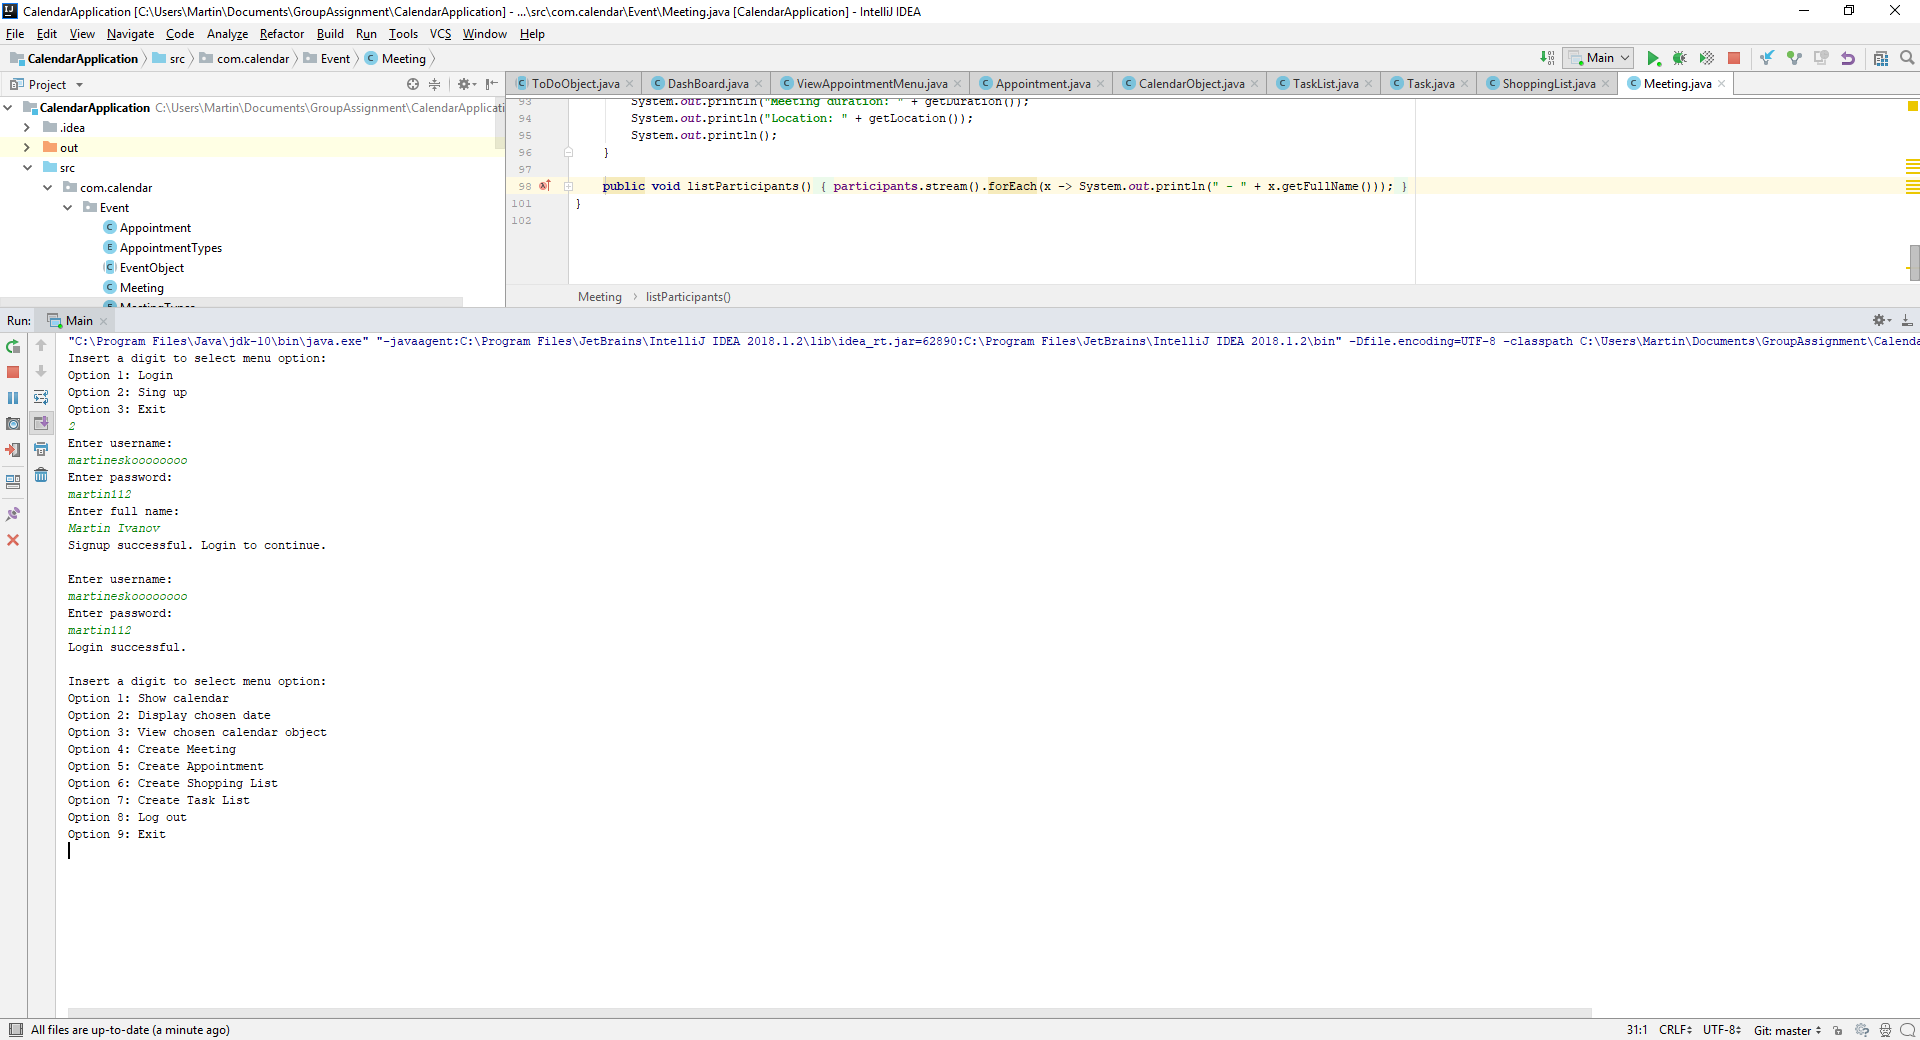 CalendarApplication [C:\Users\Martin\Documents\GroupAssignment\CalendarApplication] - ...\src\com.calendar\Event\Meeting.java [CalendarApplication] - IntelliJ IDEA
File Edit View Navigate Code Analyze Refactor Build Run Tools VCS Window Help
CalendarApplication src com.calendar Event Meeting Main
Project
ToDoObject.java DashBoard.java ViewAppointmentMenu.java Appointment.java CalendarObject.java TaskList.java Task.java ShoppingList.java Meeting.java
CalendarApplication C:\Users\Martin\Documents\GroupAssignment\CalendarApplicati
.idea
out
src
com.calendar
Event
Appointment
AppointmentTypes
EventObject
Meeting
MeetingTypes
93 System.out.println("Meeting duration: " + getDuration());
94 System.out.println("Location: " + getLocation());
95 System.out.println();
96 }
97
98 public void listParticipants() { participants.stream().forEach(x -> System.out.println(" - " + x.getFullName())); }
101 }
102
Meeting listParticipants()
Run: Main
"C:\Program Files\Java\jdk-10\bin\java.exe" "-javaagent:C:\Program Files\JetBrains\IntelliJ IDEA 2018.1.2\lib\idea_rt.jar=62890:C:\Program Files\JetBrains\IntelliJ IDEA 2018.1.2\bin" -Dfile.encoding=UTF-8 -classpath C:\Users\Martin\Documents\GroupAssignment\Calenda
Insert a digit to select menu option:
Option 1: Login
Option 2: Sing up
Option 3: Exit
2
Enter username:
martineskoooooooo
Enter password:
martin112
Enter full name:
Martin Ivanov
Signup successful. Login to continue.
Enter username:
martineskoooooooo
Enter password:
martin112
Login successful.
Insert a digit to select menu option:
Option 1: Show calendar
Option 2: Display chosen date
Option 3: View chosen calendar object
Option 4: Create Meeting
Option 5: Create Appointment
Option 6: Create Shopping List
Option 7: Create Task List
Option 8: Log out
Option 9: Exit
All files are up-to-date (a minute ago) 31:1 CRLF UTF-8 Git: master